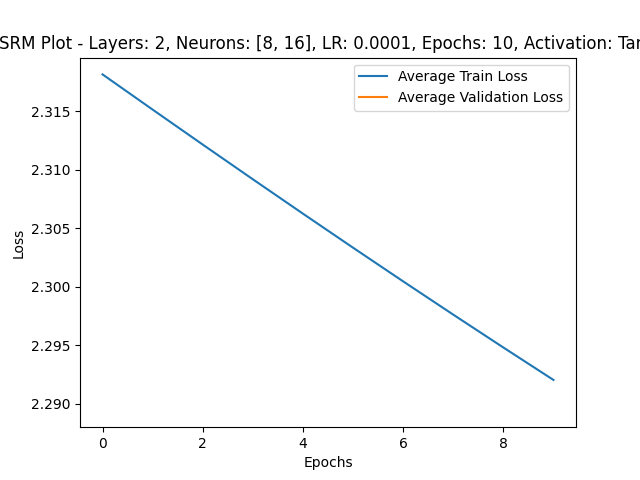 SRM Plot - Layers: 2, Neurons: [8, 16], LR: 0.0001, Epochs: 10, Activation: Tan
Average Train Loss
Average Validation Loss
2.315
2.310
2.305
2.300
2.295
2.290
Loss
0 2 4 6 8
Epochs